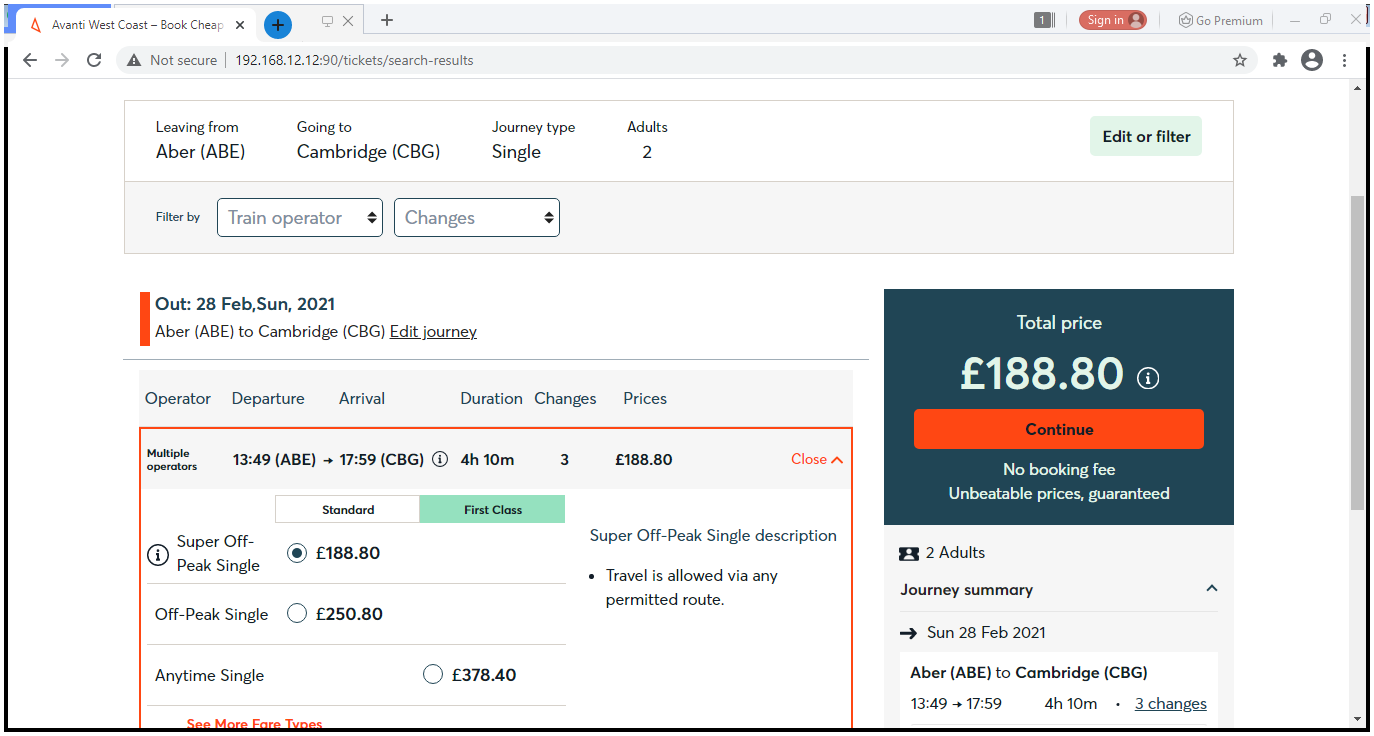 Avanti West Coast – Book Cheap
1
Sign in
Go Premium
Not secure
192.168.12.12:90/tickets/search-results
Leaving from
Going to
Journey type
Adults
Aber (ABE)
Cambridge (CBG)
Single
2
Edit or filter
Filter by
Train operator
Changes
Out: 28 Feb,Sun, 2021
Aber (ABE) to Cambridge (CBG) Edit journey
Operator
Departure
Arrival
Duration
Changes
Prices
Multiple
operators
13:49 (ABE) → 17:59 (CBG)
4h 10m
3
£188.80
Close
Standard
First Class
Super Off-
Peak Single
£188.80
Off-Peak Single
£250.80
Anytime Single
£378.40
See More Fare Types
Super Off-Peak Single description
• Travel is allowed via any
permitted route.
Total price
£188.80
Continue
No booking fee
Unbeatable prices, guaranteed
2 Adults
Journey summary
Sun 28 Feb 2021
Aber (ABE) to Cambridge (CBG)
13:49 → 17:59
4h 10m
•
3 changes